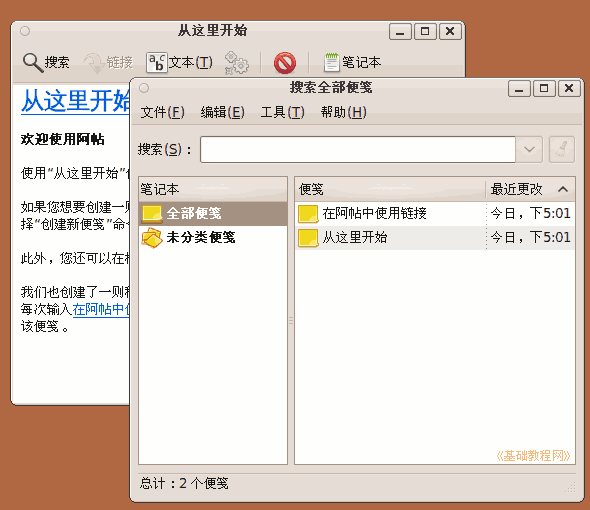 从这里开始
搜索 链接 文本(T) 笔记本
从这里开始
欢迎使用阿帖
使用“从这里开始”
如果您想要创建一则
择“创建新便笺”命
此外，您还可以在
我们也创建了一则
每次输入在阿帖中
该便笺。
搜索全部便笺
文件(F) 编辑(E) 工具(T) 帮助(H)
搜索(S)：
笔记本
全部便笺
未分类便笺
便笺 最近更改
在阿帖中使用链接 今日，下5:01
从这里开始 今日，下5:01
《基础教程网》
总计：2 个便笺